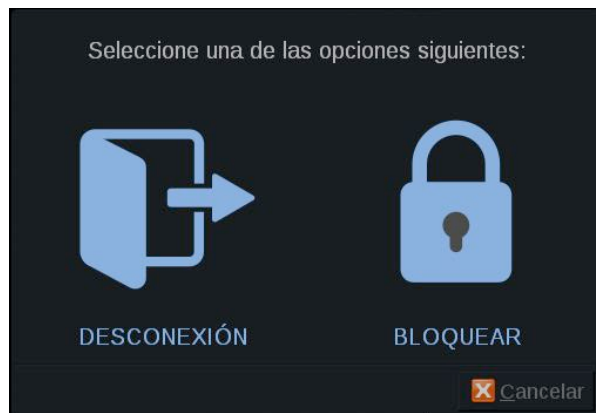 Seleccione una de las opciones siguientes:
DESCONEXIÓN
BLOQUEAR
Cancelar